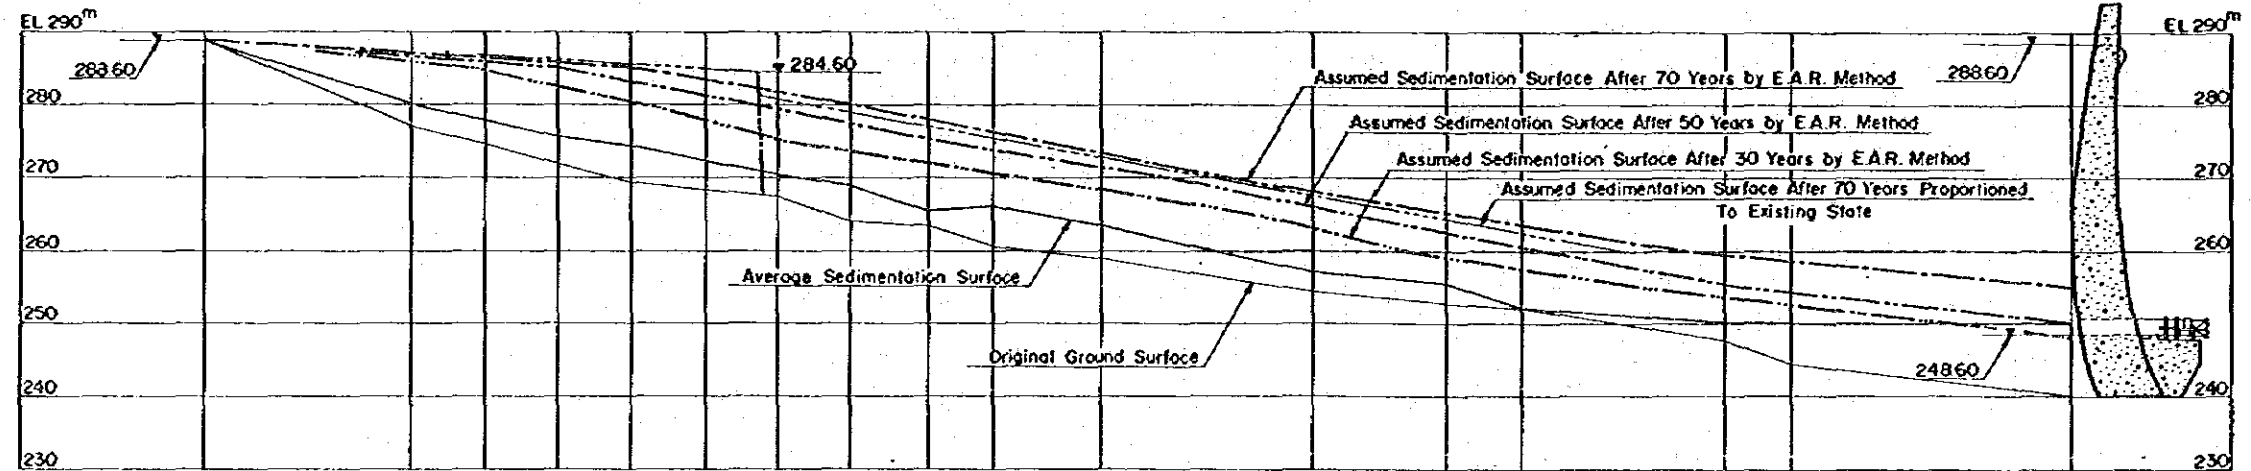 EL 290m
EL 290m
288.60
284.60
288.60
Assumed Sedimentation Surface After 70 Years by E.A.R. Method
280
280
Assumed Sedimentation Surface After 50 Years by E.A.R. Method
Assumed Sedimentation Surface After 30 Years by E.A.R. Method
270
270
Assumed Sedimentation Surface After 70 Years Proportioned
To Existing State
260
260
Average Sedimentation Surface
250
Original Ground Surface
248.60
240
240
230
230